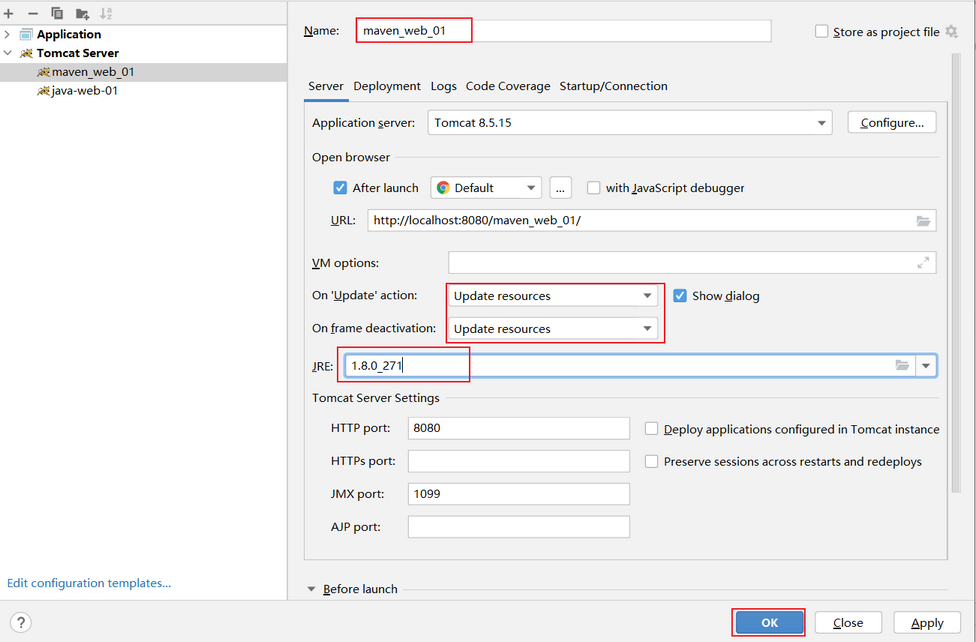 Application
Tomcat Server
maven_web_01
java-web-01
Edit configuration templates...
Name: maven_web_01 Store as project file
Server Deployment Logs Code Coverage Startup/Connection
Application server: Tomcat 8.5.15 Configure...
Open browser
After launch Default ... with JavaScript debugger
URL: http://localhost:8080/maven_web_01/
VM options:
On 'Update' action: Update resources Show dialog
On frame deactivation: Update resources
JRE: 1.8.0_271
Tomcat Server Settings
HTTP port: 8080 Deploy applications configured in Tomcat instance
HTTPs port: Preserve sessions across restarts and redeploys
JMX port: 1099
AJP port:
Before launch
? OK Close Apply